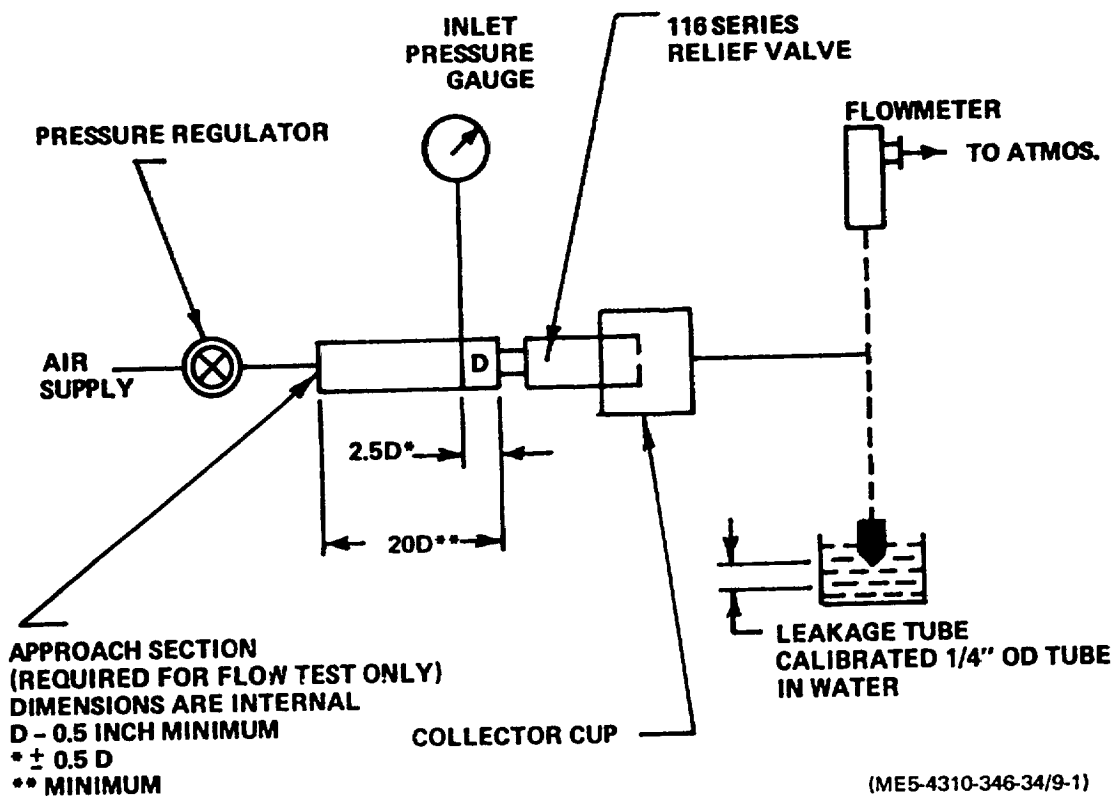 INLET
PRESSURE
GAUGE
116 SERIES
RELIEF VALVE
PRESSURE REGULATOR
FLOWMETER
TO ATMOS.
AIR
SUPPLY
D
2.5D*
20D**
APPROACH SECTION
(REQUIRED FOR FLOW TEST ONLY)
DIMENSIONS ARE INTERNAL
D – 0.5 INCH MINIMUM
* ± 0.5 D
** MINIMUM
COLLECTOR CUP
LEAKAGE TUBE
CALIBRATED 1/4" OD TUBE
IN WATER
(ME5-4310-346-34/9-1)